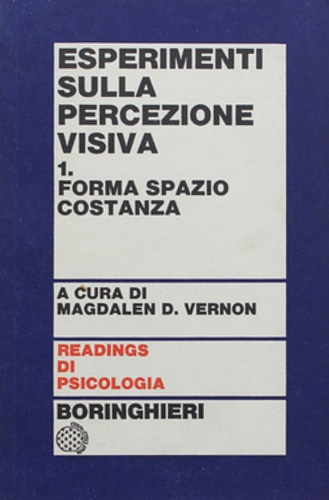 ESPERIMENTI
SULLA
PERCEZIONE
VISIVA
1.
FORMA SPAZIO
COSTANZA
A CURA DI
MAGDALEN D. VERNON
READINGS
DI
PSICOLOGIA
BORINGHIERI